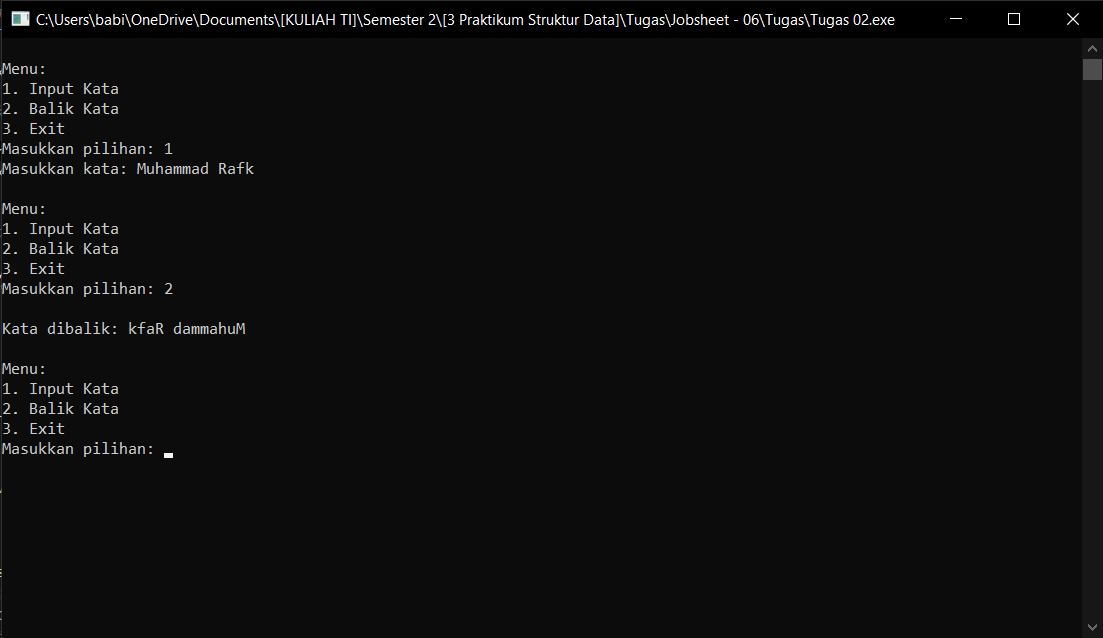 C:\Users\babi\OneDrive\Documents\[KULIAH TI]\Semester 2\[3 Praktikum Struktur Data]\Tugas\Jobsheet - 06\Tugas\Tugas 02.exe
Menu:
1. Input Kata
2. Balik Kata
3. Exit
Masukkan pilihan: 1
Masukkan kata: Muhammad Rafk
Menu:
1. Input Kata
2. Balik Kata
3. Exit
Masukkan pilihan: 2
Kata dibalik: kfaR dammahuM
Menu:
1. Input Kata
2. Balik Kata
3. Exit
Masukkan pilihan: